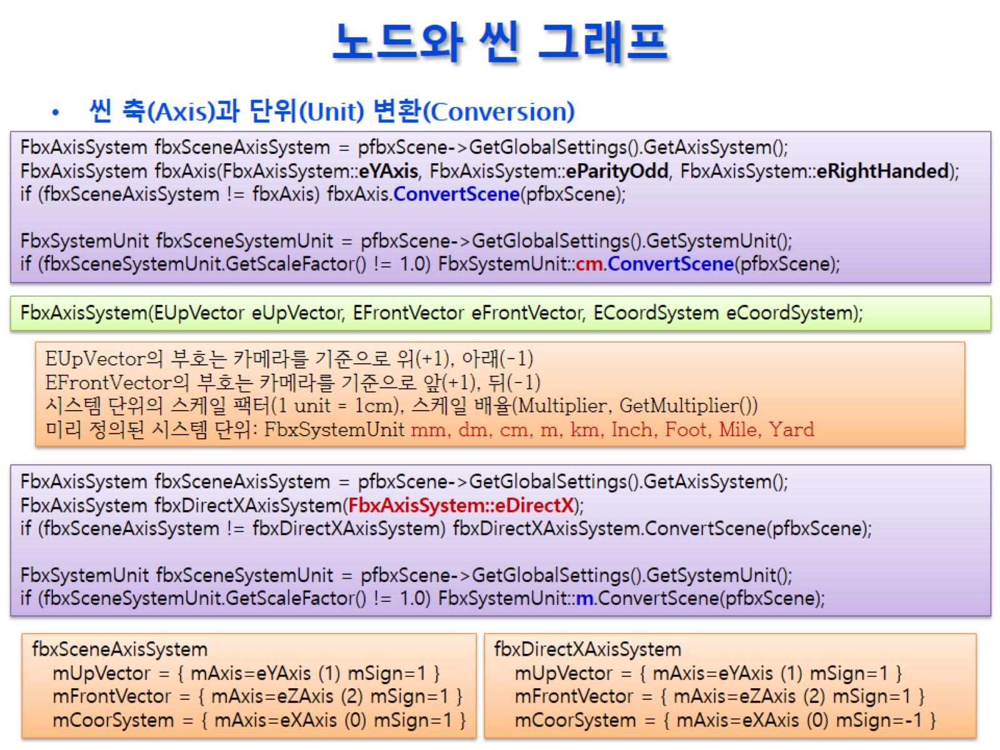 노드와 씬 그래프
• 씬 축(Axis)과 단위(Unit) 변환(Conversion)
FbxAxisSystem fbxSceneAxisSystem = pfbxScene->GetGlobalSettings().GetAxisSystem();
FbxAxisSystem fbxAxis(FbxAxisSystem::eYAxis, FbxAxisSystem::eParityOdd, FbxAxisSystem::eRightHanded);
if (fbxSceneAxisSystem != fbxAxis) fbxAxis.ConvertScene(pfbxScene);
FbxSystemUnit fbxSceneSystemUnit = pfbxScene->GetGlobalSettings().GetSystemUnit();
if (fbxSceneSystemUnit.GetScaleFactor() != 1.0) FbxSystemUnit::cm.ConvertScene(pfbxScene);
FbxAxisSystem(EUpVector eUpVector, EFrontVector eFrontVector, ECoordSystem eCoordSystem);
EUpVector의 부호는 카메라를 기준으로 위(+1), 아래(-1)
EFrontVector의 부호는 카메라를 기준으로 앞(+1), 뒤(-1)
시스템 단위의 스케일 팩터(1 unit = 1cm), 스케일 배율(Multiplier, GetMultiplier())
미리 정의된 시스템 단위: FbxSystemUnit mm, dm, cm, m, km, Inch, Foot, Mile, Yard
FbxAxisSystem fbxSceneAxisSystem = pfbxScene->GetGlobalSettings().GetAxisSystem();
FbxAxisSystem fbxDirectXAxisSystem(FbxAxisSystem::eDirectX);
if (fbxSceneAxisSystem != fbxDirectXAxisSystem) fbxDirectXAxisSystem.ConvertScene(pfbxScene);
FbxSystemUnit fbxSceneSystemUnit = pfbxScene->GetGlobalSettings().GetSystemUnit();
if (fbxSceneSystemUnit.GetScaleFactor() != 1.0) FbxSystemUnit::m.ConvertScene(pfbxScene);
fbxSceneAxisSystem
mUpVector = { mAxis=eYAxis (1) mSign=1 }
mFrontVector = { mAxis=eZAxis (2) mSign=1 }
mCoorSystem = { mAxis=eXAxis (0) mSign=1 }
fbxDirectXAxisSystem
mUpVector = { mAxis=eYAxis (1) mSign=1 }
mFrontVector = { mAxis=eZAxis (2) mSign=1 }
mCoorSystem = { mAxis=eXAxis (0) mSign=-1 }